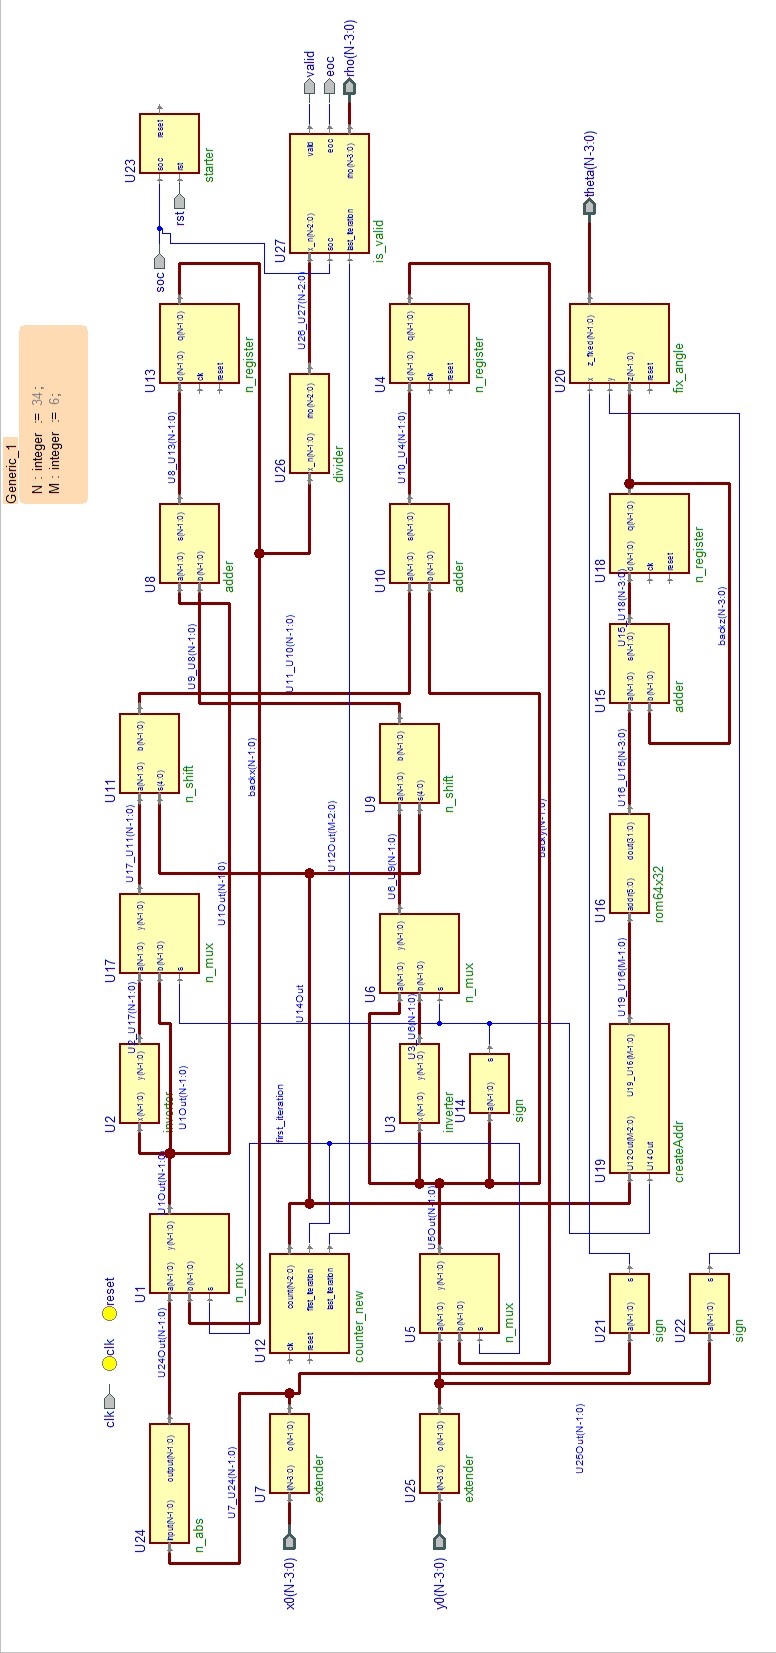 Generic_1
N : integer := 34;
M : integer := 6;
clk
clk
reset
U24
input(N-1:0)
output(N-1:0)
n_abs
U24Out(N-1:0)
U1
a(N-1:0)
b(N-1:0)
s
y(N-1:0)
n_mux
U1Out(N-1:0)
U1Out(N-1:0)
U2
x(N-1:0)
y(N-1:0)
inverter
U2_U17(N-1:0)
U17
a(N-1:0)
b(N-1:0)
s
y(N-1:0)
n_mux
U17_U11(N-1:0)
U1Out(N-1:0)
U11
a(N-1:0)
s(4:0)
b(N-1:0)
n_shift
U9_U8(N-1:0)
U8
a(N-1:0)
b(N-1:0)
s(N-1:0)
adder
U8_U13(N-1:0)
U13
d(N-1:0)
clk
reset
q(N-1:0)
n_register
soc
rst
U23
soc
rst
reset
starter
U7_U24(N-1:0)
x0(N-3:0)
U7
i(N-3:0)
o(N-1:0)
extender
U12
clk
reset
count(N-2:0)
first_iteration
last_iteration
counter_new
first_iteration
U14Out
U12Out(M-2:0)
backx(N-1:0)
U11_U10(N-1:0)
U26
x_n(N-1:0)
rho(N-2:0)
divider
U26_U27(N-2:0)
U27
x_n(N-2:0)
soc
last_iteration
valid
eoc
rho(N-3:0)
is_valid
valid
eoc
rho(N-3:0)
y0(N-3:0)
U25
i(N-3:0)
o(N-1:0)
extender
U5
a(N-1:0)
b(N-1:0)
s
y(N-1:0)
n_mux
U5Out(N-1:0)
U3
x(N-1:0)
y(N-1:0)
inverter
U14
a(N-1:0)
s
sign
U3_U6(N-1:0)
U6
a(N-1:0)
b(N-1:0)
s
y(N-1:0)
n_mux
U6_U9(N-1:0)
U9
a(N-1:0)
s(4:0)
b(N-1:0)
n_shift
U10
a(N-1:0)
b(N-1:0)
s(N-1:0)
adder
U10_U4(N-1:0)
U4
d(N-1:0)
clk
reset
q(N-1:0)
n_register
backy(N-1:0)
U25Out(N-1:0)
U21
a(N-1:0)
s
sign
U22
a(N-1:0)
s
sign
U19
U12Out(M-2:0)
U14Out
U19_U16(M-1:0)
createAddr
U19_U16(M-1:0)
U16
addr(5:0)
dout(31:0)
rom64x32
U16_U15(N-3:0)
U15
a(N-1:0)
b(N-1:0)
s(N-1:0)
adder
U15_U18(N-3:0)
backz(N-3:0)
U18
d(N-1:0)
clk
reset
q(N-1:0)
n_register
U20
x
y
z(N-1:0)
reset
z_fixed(N-1:0)
fix_angle
theta(N-3:0)